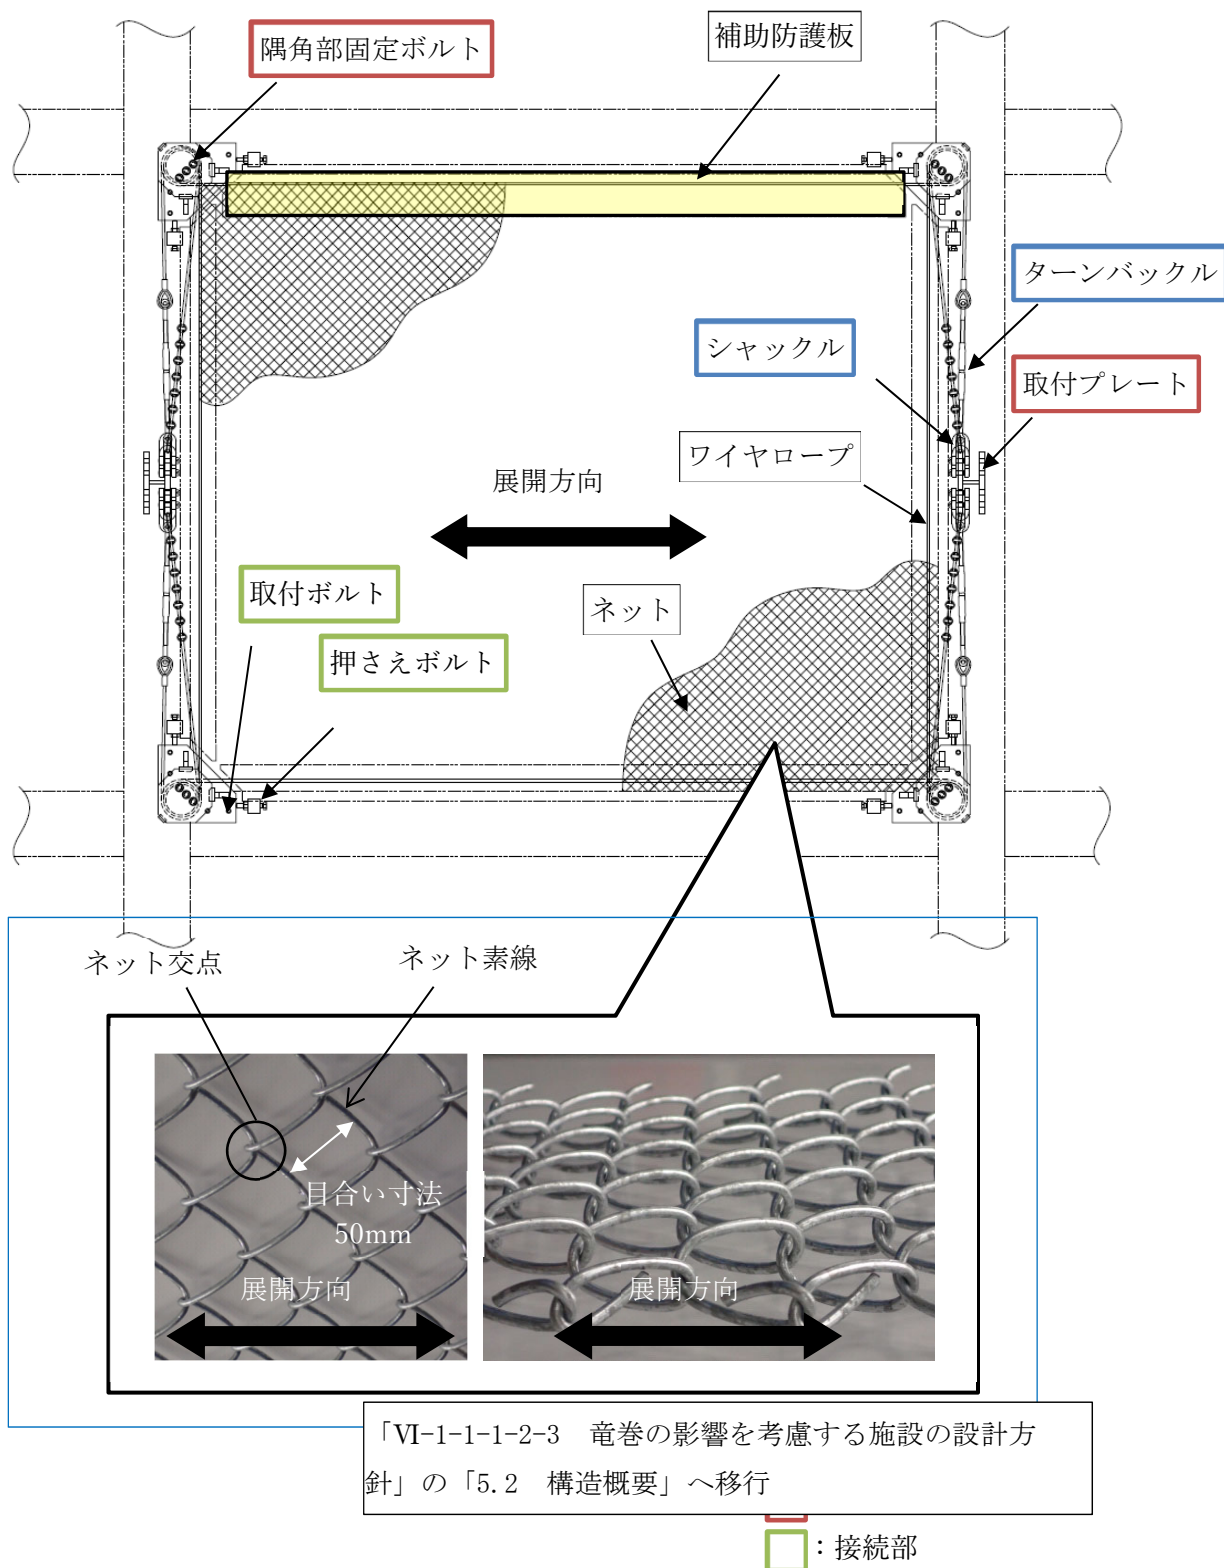 隅角部固定ボルト
補助防護板
ターンバックル
シャックル
取付プレート
ワイヤロープ
展開方向
取付ボルト
ネット
押さえボルト
ネット交点
ネット素線
目合い寸法
50mm
展開方向
展開方向
「Ⅵ-1-1-1-2-3 竜巻の影響を考慮する施設の設計方
針」の「5.2 構造概要」へ移行
：接続部